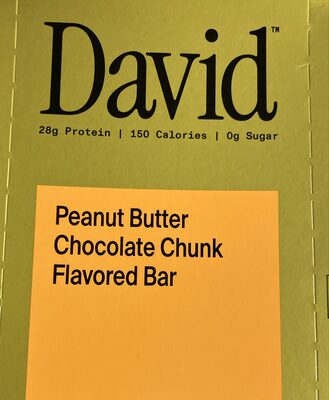 David™
28g Protein | 150 Calories | 0g Sugar
Peanut Butter
Chocolate Chunk
Flavored Bar